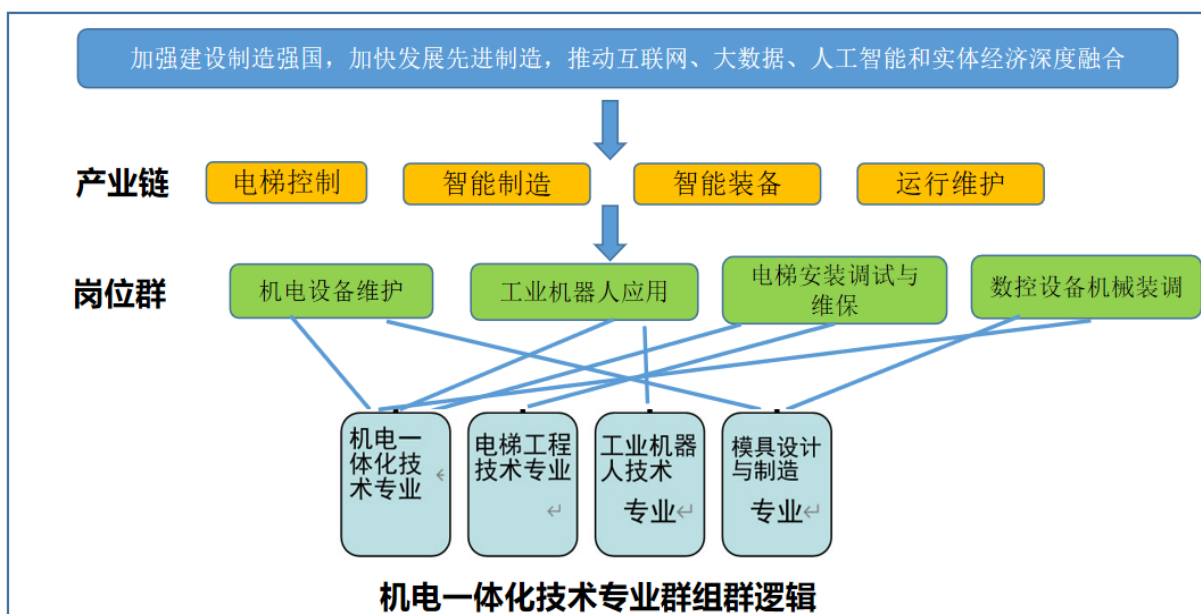 加强建设制造强国，加快发展先进制造，推动互联网、大数据、人工智能和实体经济深度融合
产业链
电梯控制
智能制造
智能装备
运行维护
岗位群
机电设备维护
工业机器人应用
电梯安装调试与
维保
数控设备机械装调
机电一
体化技
术专业
电梯工程
技术专业
工业机器
人技术
专业
模具设计
与制造
专业
机电一体化技术专业群组群逻辑